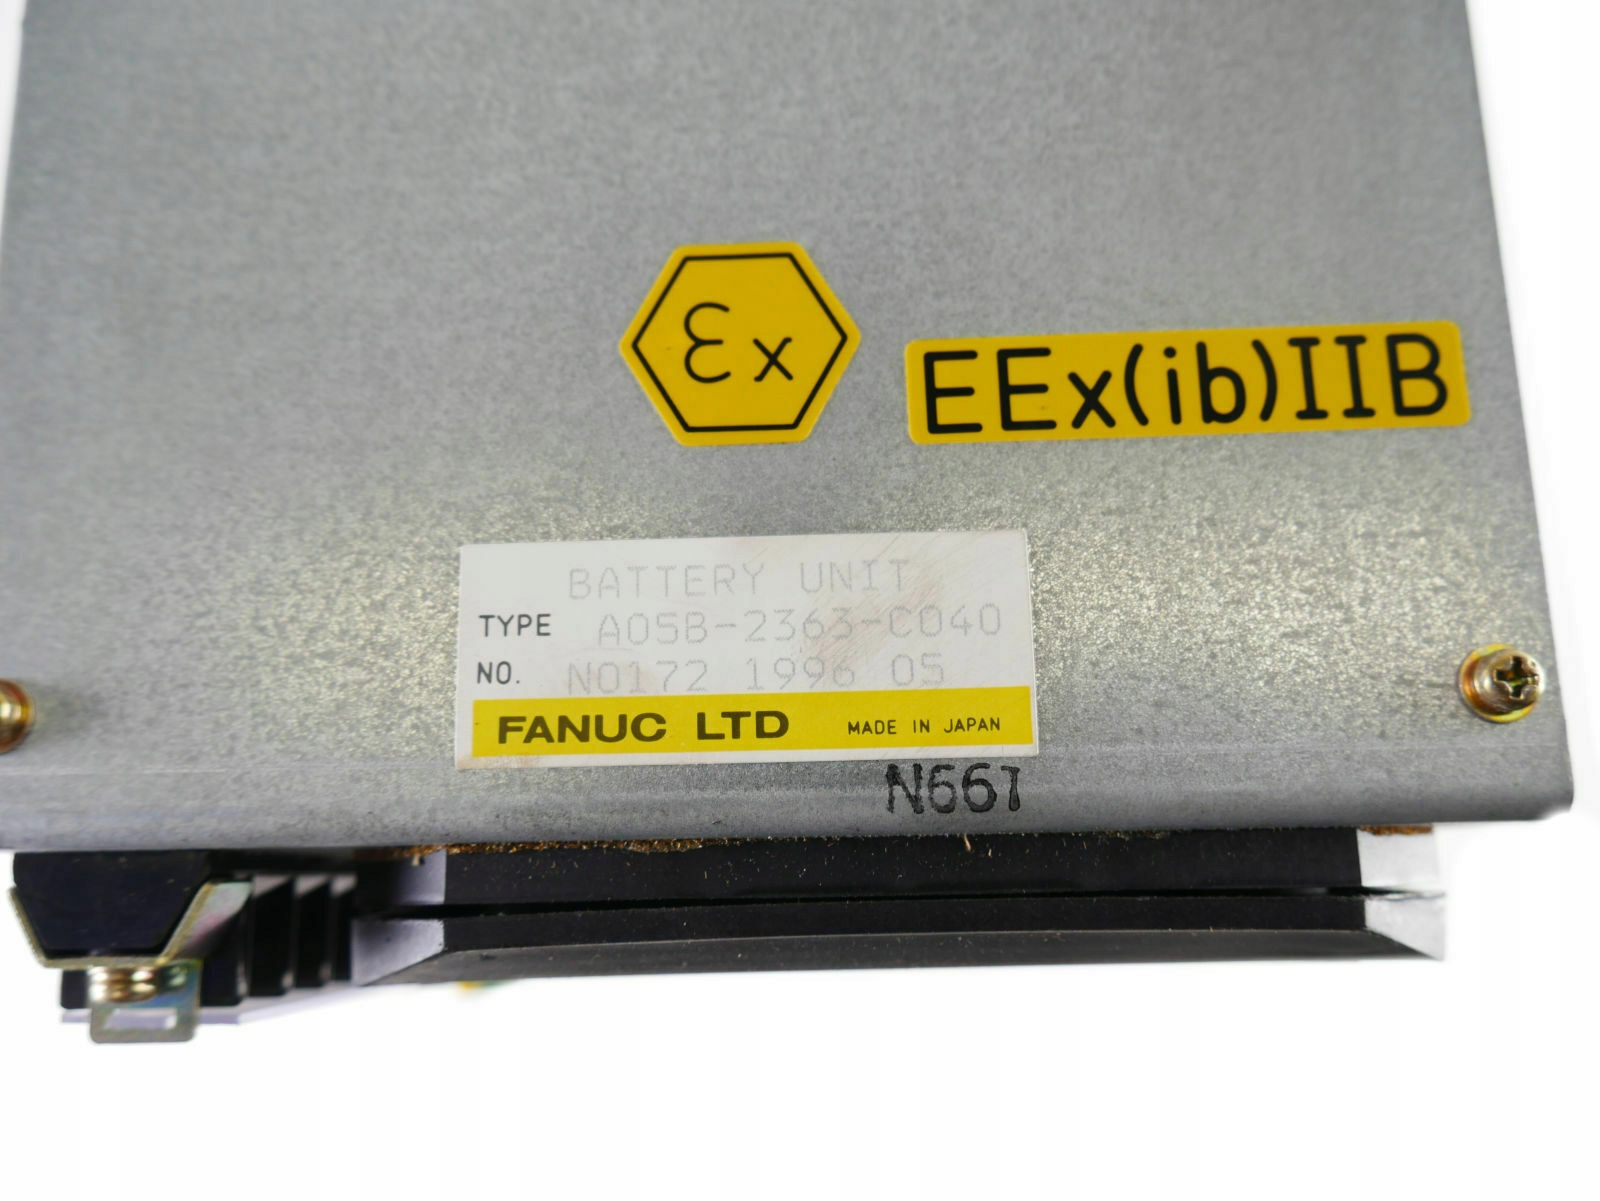 εx
EEx(ib)IIB
BATTERY UNIT
TYPE A05B-2363-C040
NO. N0172 1996 05
FANUC LTD MADE IN JAPAN
N661